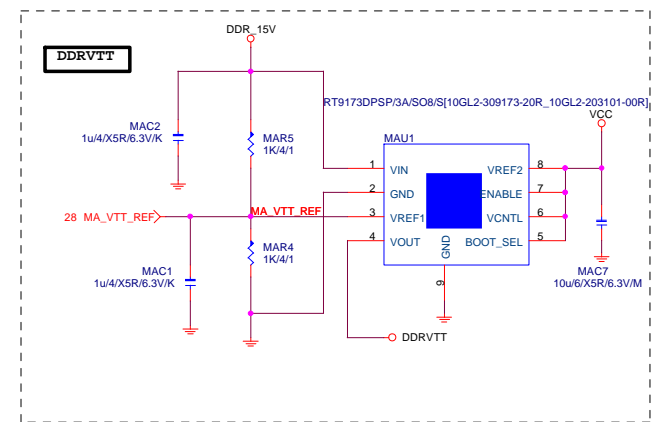 DDR_15V
DDRVTT
RT9173DPSP/3A/SO8/S[10GL2-309173-20R_10GL2-203101-00R]
VCC
MAC2
1u/4/X5R/6.3V/K
MAR5
1K/4/1
MAU1
1 VIN VREF2 8
2 GND ENABLE 7
28 MA_VTT_REF MA_VTT_REF 3 VREF1 VCNTL 6
4 VOUT BOOT_SEL 5
GND
9
MAR4
1K/4/1
MAC1
1u/4/X5R/6.3V/K
MAC7
10u/6/X5R/6.3V/M
DDRVTT